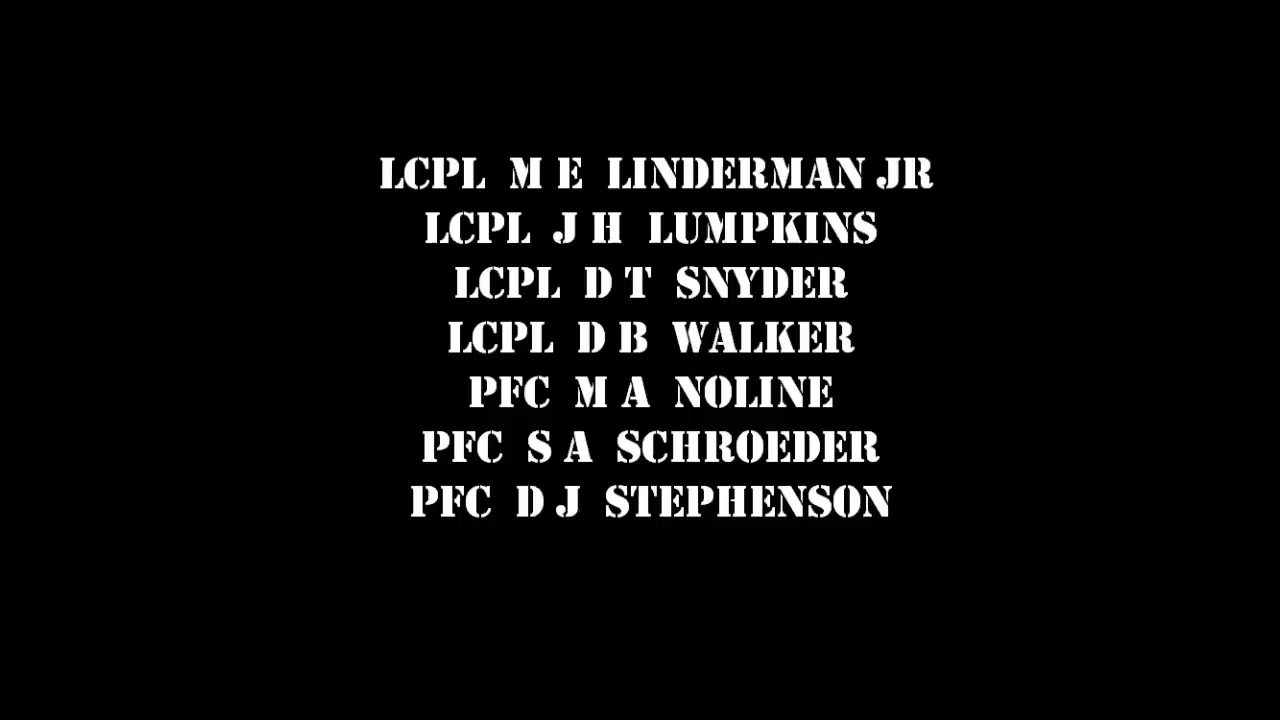 LCPL M E LINDERMAN JR
LCPL J H LUMPKINS
LCPL D T SNYDER
LCPL D B WALKER
PFC M A NOLINE
PFC S A SCHROEDER
PFC D J STEPHENSON